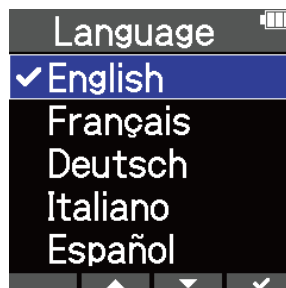 Language
English
Français
Deutsch
Italiano
Español